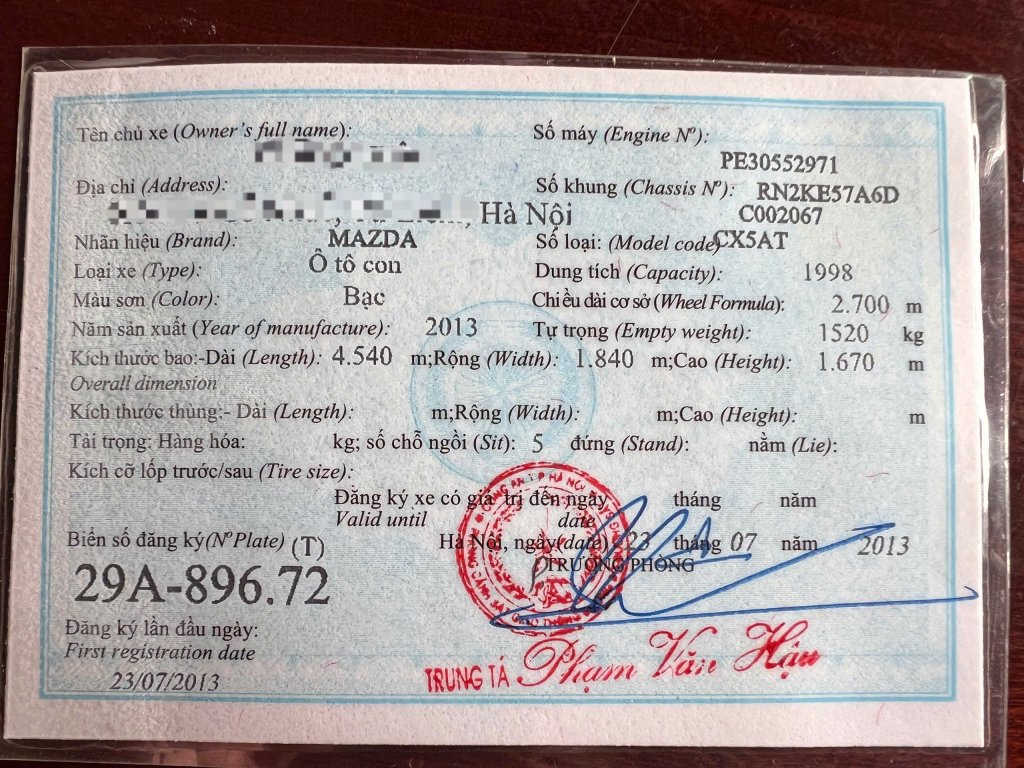 Tên chủ xe (Owner's full name):
Số máy (Engine Nº):
PE30552971
Địa chỉ (Address):
Hà Nội
Số khung (Chassis Nº): RN2KE57A6D
C002067
Nhãn hiệu (Brand): MAZDA
Số loại: (Model code) CX5AT
Loại xe (Type): Ô tô con
Dung tích (Capacity): 1998
Màu sơn (Color): Bạc
Chiều dài cơ sở (Wheel Formula): 2.700 m
Năm sản xuất (Year of manufacture): 2013
Tự trọng (Empty weight): 1520 kg
Kích thước bao:-Dài (Length): 4.540 m;Rộng (Width): 1.840 m;Cao (Height): 1.670 m
Overall dimension
Kích thước thùng:- Dài (Length): m;Rộng (Width): m;Cao (Height): m
Tải trọng: Hàng hóa: kg; số chỗ ngồi (Sit): 5 đứng (Stand): nằm (Lie):
Kích cỡ lốp trước/sau (Tire size):
Đăng ký xe có giá trị đến ngày tháng năm
Valid until date
Biển số đăng ký(NºPlate) (T)
Hà Nội, ngày(date) 23 tháng 07 năm 2013
TRƯỞNG PHÒNG
29A-896.72
Đăng ký lần đầu ngày:
First registration date
23/07/2013
TRUNG TÁ Phạm Văn Hậu